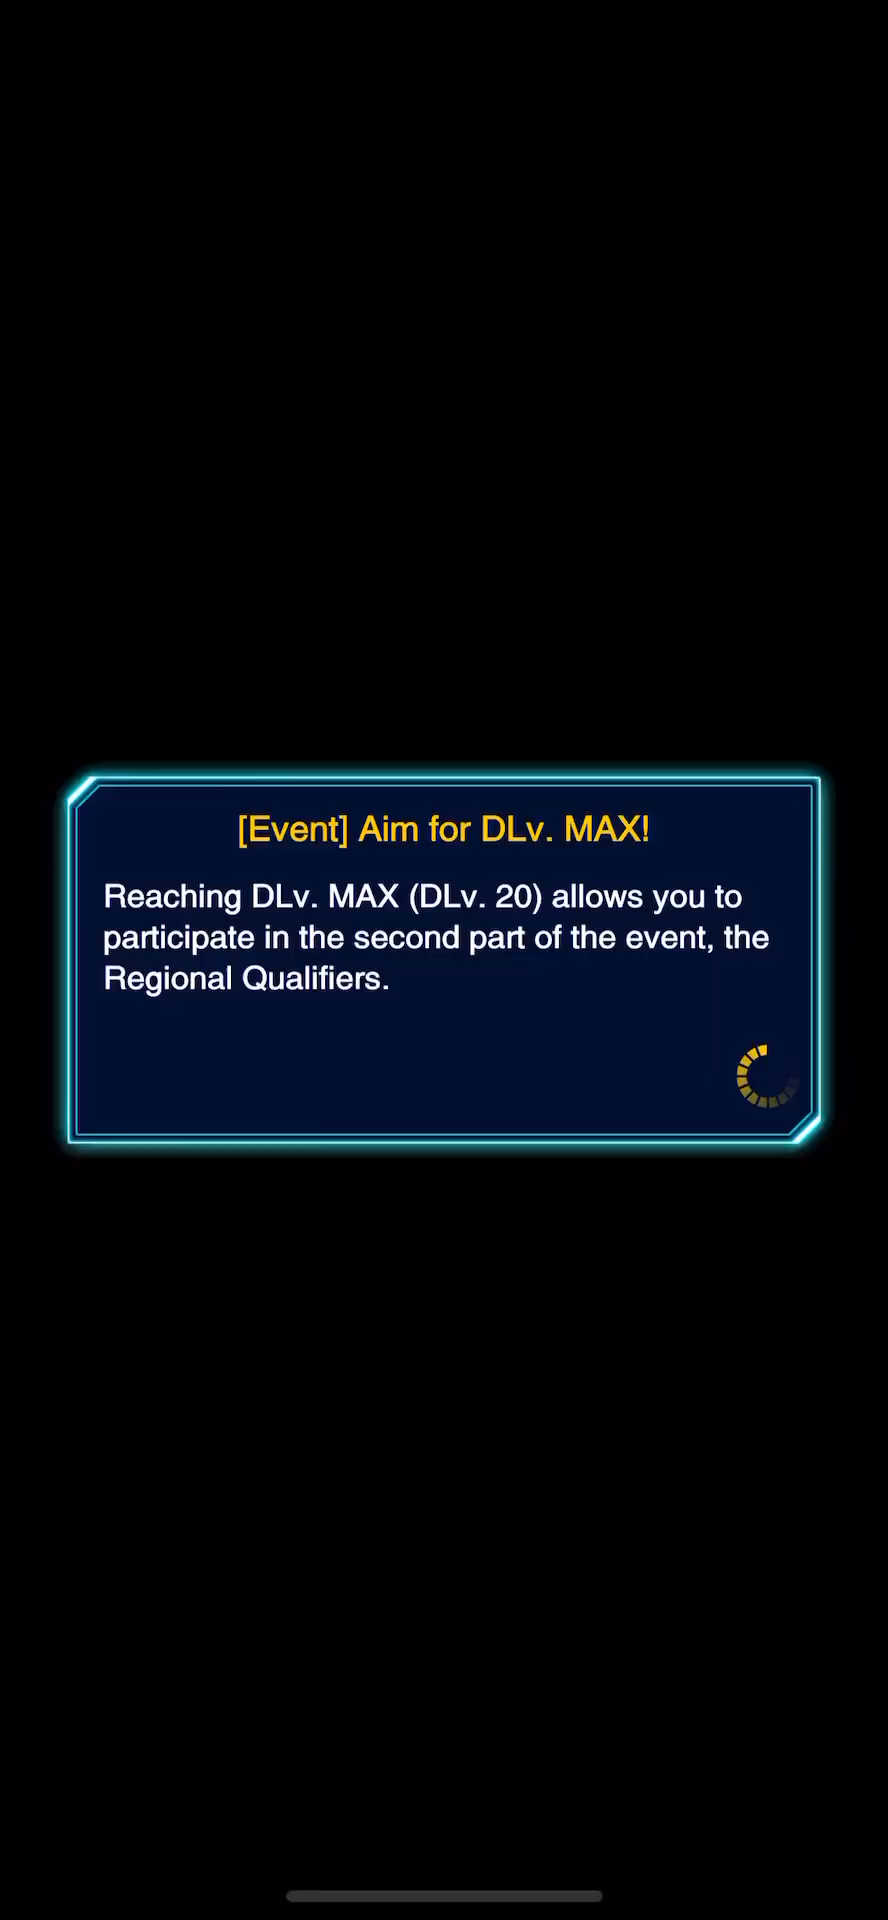 [Event] Aim for DLv. MAX!
Reaching DLv. MAX (DLv. 20) allows you to
participate in the second part of the event, the
Regional Qualifiers.